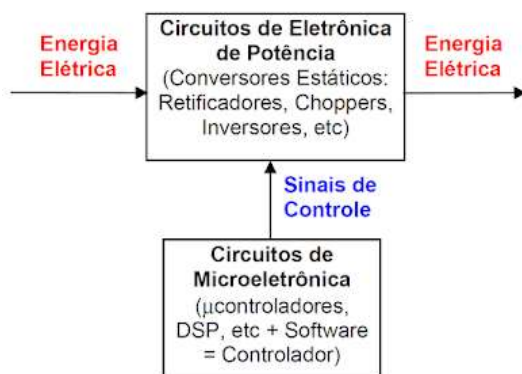 Energia
Elétrica
Circuitos de Eletrônica
de Potência
(Conversores Estáticos:
Retificadores, Choppers,
Inversores, etc)
Energia
Elétrica
Sinais de
Controle
Circuitos de
Microeletrônica
(μcontroladores,
DSP, etc + Software
= Controlador)